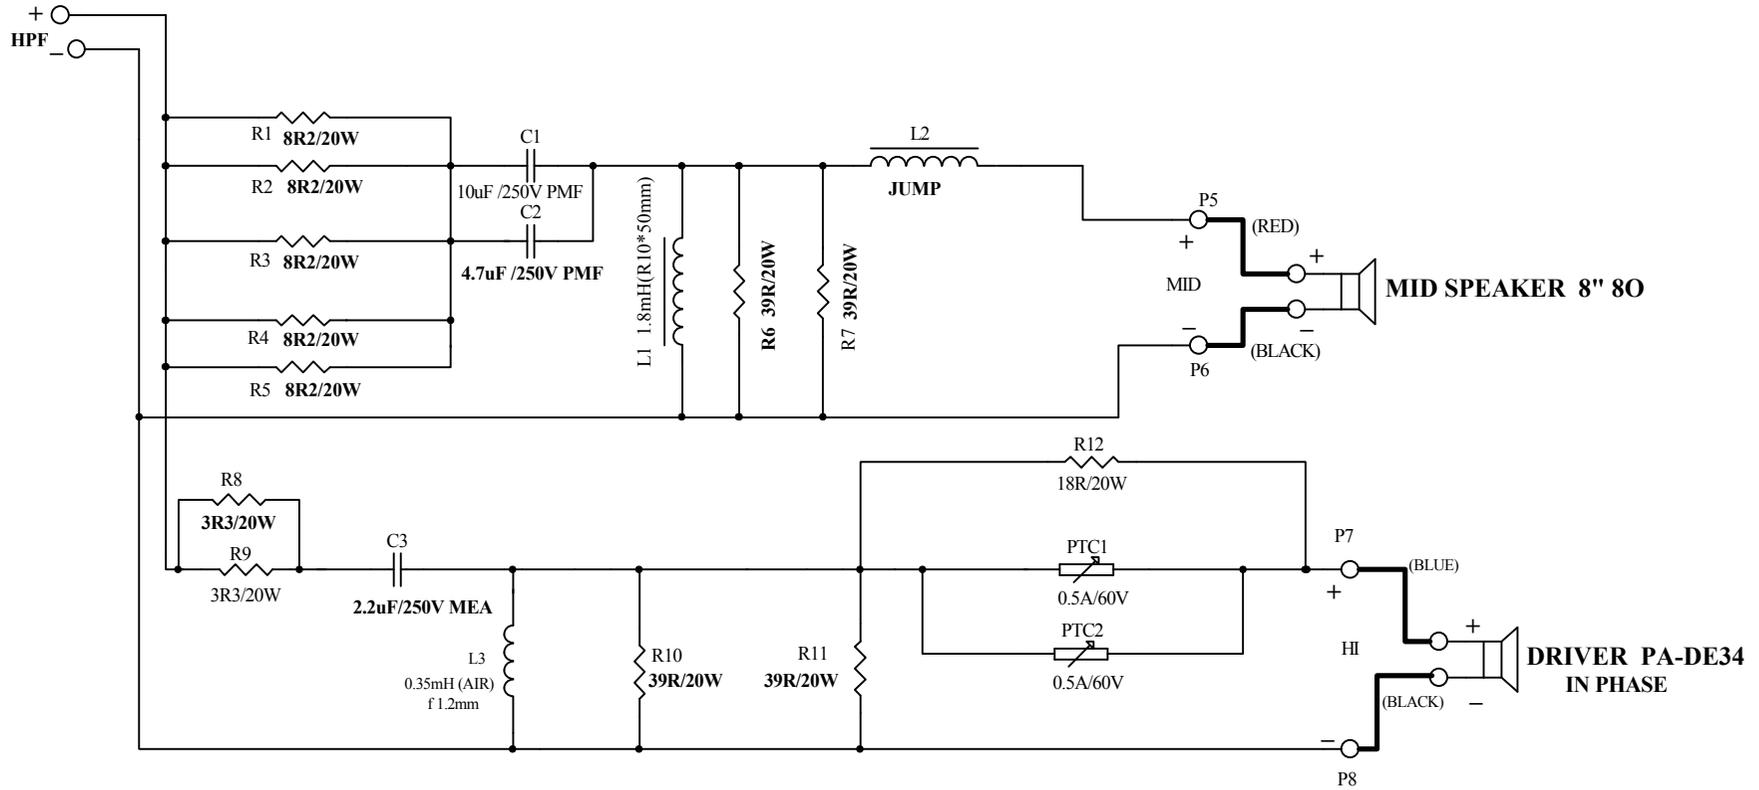 +
HPF
−
R1 8R2/20W
R2 8R2/20W
R3 8R2/20W
R4 8R2/20W
R5 8R2/20W
C1
10uF /250V PMF
C2
4.7uF /250V PMF
L1 1.8mH(R10*50mm)
R6 39R/20W
R7 39R/20W
L2
JUMP
P5
+
(RED)
MID
−
P6
(BLACK)
+
−
MID SPEAKER 8" 8O
R8
3R3/20W
R9
3R3/20W
C3
2.2uF/250V MEA
L3
0.35mH (AIR)
f 1.2mm
R10
39R/20W
R11
39R/20W
R12
18R/20W
PTC1
0.5A/60V
PTC2
0.5A/60V
P7
+
(BLUE)
HI
−
P8
(BLACK)
+
−
DRIVER PA-DE34
IN PHASE